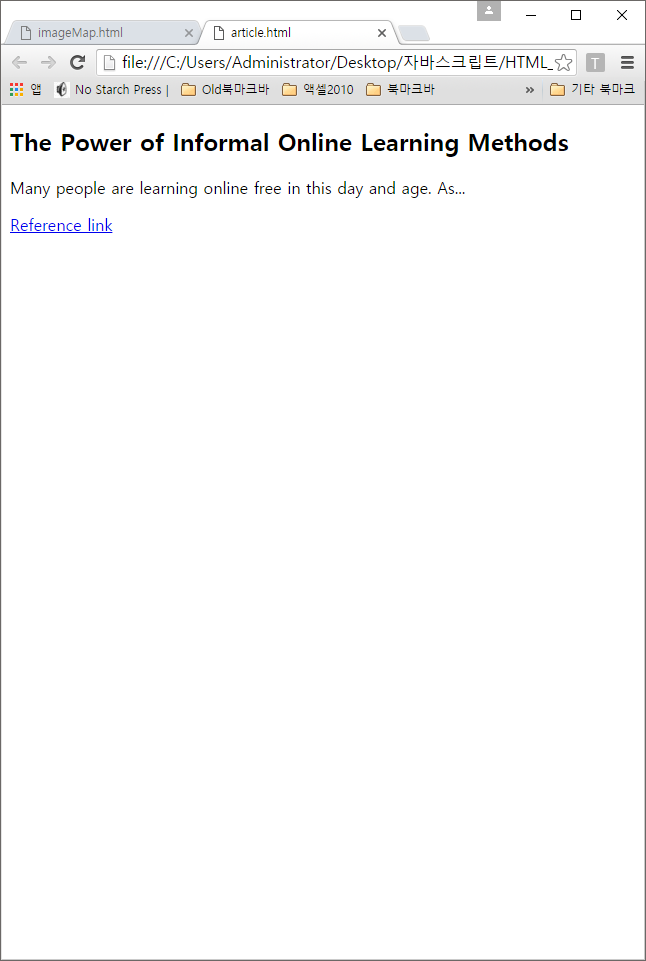 imageMap.html
article.html
file:///C:/Users/Administrator/Desktop/자바스크립트/HTML_
T
앱
No Starch Press |
Old북마크바
액셀2010
북마크바
»
기타 북마크
The Power of Informal Online Learning Methods
Many people are learning online free in this day and age. As...
Reference link